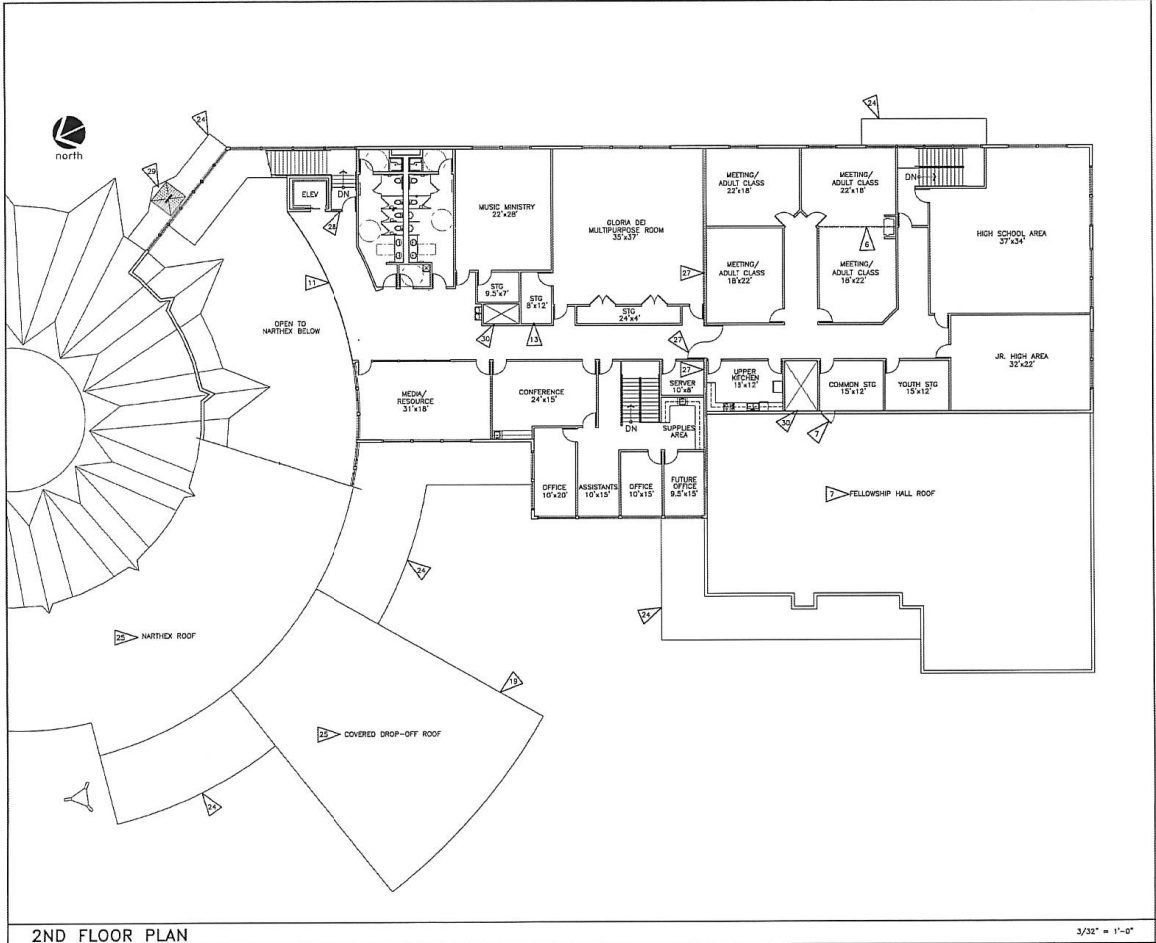 24
north
29
ELEV
DN
28
MUSIC MINISTRY
22'x28'
GLORIA DEI
MULTIPURPOSE ROOM
35'x37'
MEETING/
ADULT CLASS
22'x18'
24
MEETING/
ADULT CLASS
22'x18'
DN
HIGH SCHOOL AREA
37'x34'
6
11
27
MEETING/
ADULT CLASS
18'x22'
MEETING/
ADULT CLASS
18'x22'
STG
9.5'x7'
STG
8'x12'
STG
24'x4'
OPEN TO
NARTHEX BELOW
30
13
27
27
JR. HIGH AREA
32'x22'
MEDIA/
RESOURCE
31'x18'
CONFERENCE
24'x15'
SERVER
10'x8'
UPPER
KITCHEN
COMMON STG
15'x12'
YOUTH STG
15'x12'
DN
SUPPLIES
AREA
30
7
OFFICE
10'x20'
ASSISTANTS
10'x15'
OFFICE
10'x15'
FUTURE
OFFICE
9.5'x15'
7
FELLOWSHIP HALL ROOF
24
24
25
NARTHEX ROOF
19
25
COVERED DROP-OFF ROOF
24
2ND FLOOR PLAN
3/32" = 1'-0"